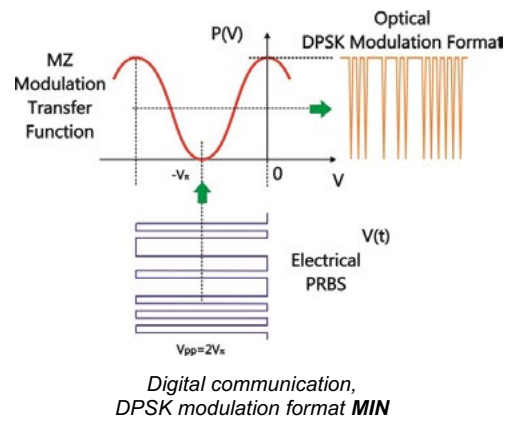 Optical
DPSK Modulation Format
P(V)
MZ
Modulation
Transfer
Function
-Vπ
0
V
V(t)
Electrical
PRBS
Vpp=2Vπ
Digital communication,
DPSK modulation format MIN